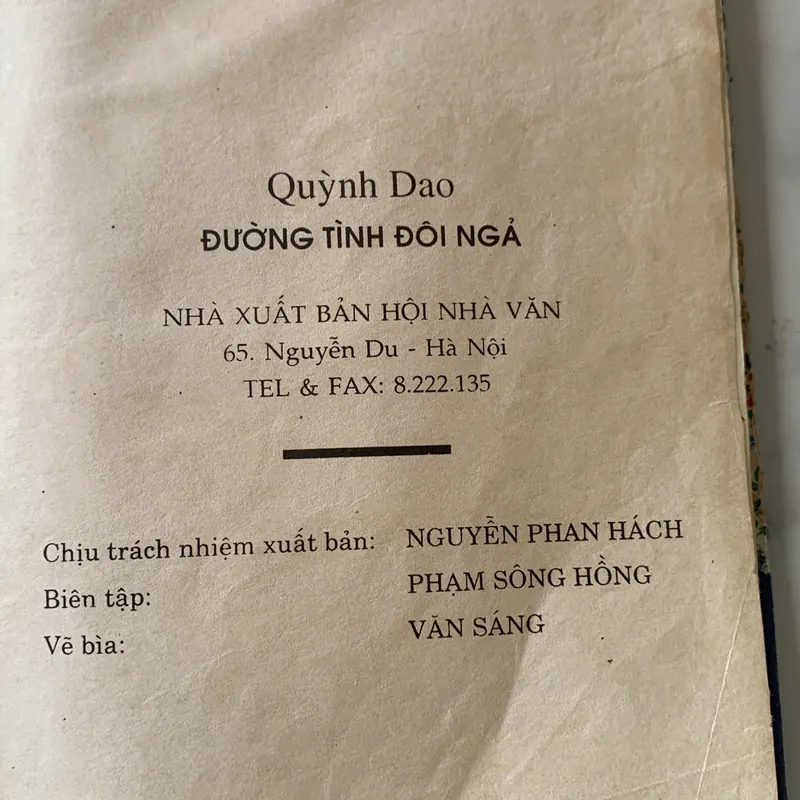 Quỳnh Dao
ĐƯỜNG TÌNH ĐÔI NGẢ
NHÀ XUẤT BẢN HỘI NHÀ VĂN
65. Nguyễn Du - Hà Nội
TEL & FAX: 8.222.135
Chịu trách nhiệm xuất bản: NGUYỄN PHAN HÁCH
Biên tập: PHẠM SÔNG HỒNG
Vẽ bìa: VĂN SÁNG